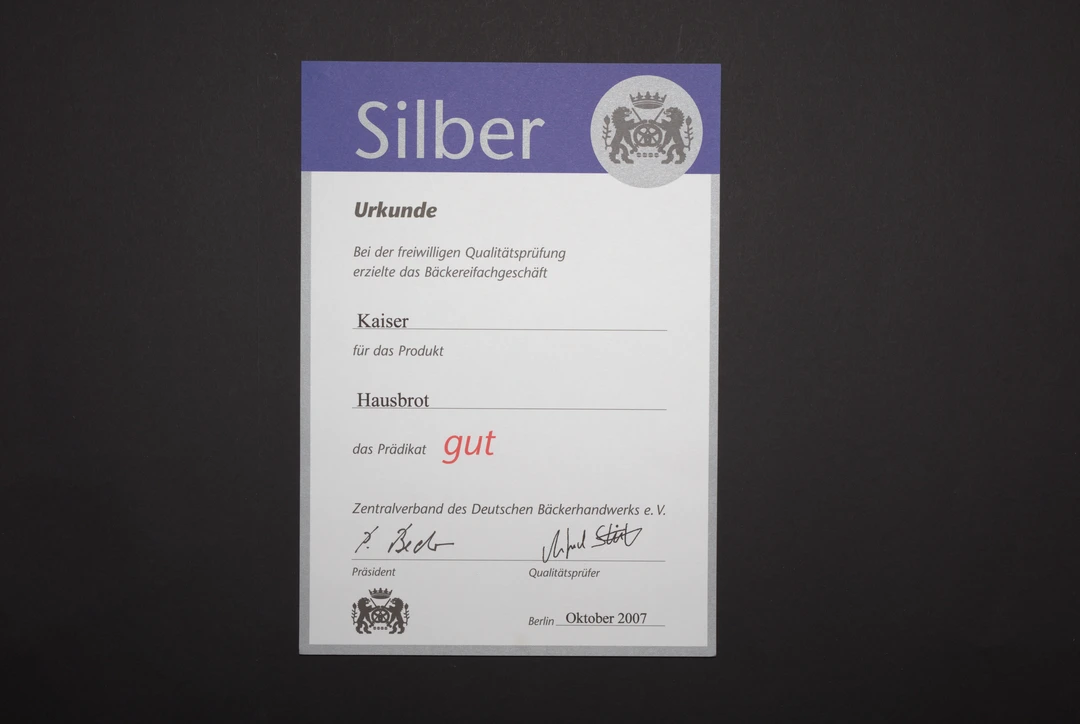 Silber
Urkunde
Bei der freiwilligen Qualitätsprüfung
erzielte das Bäckereifachgeschäft
Kaiser
für das Produkt
Hausbrot
das Prädikat gut
Zentralverband des Deutschen Bäckerhandwerks e. V.
P. Becker
Präsident Qualitätsprüfer
Berlin Oktober 2007